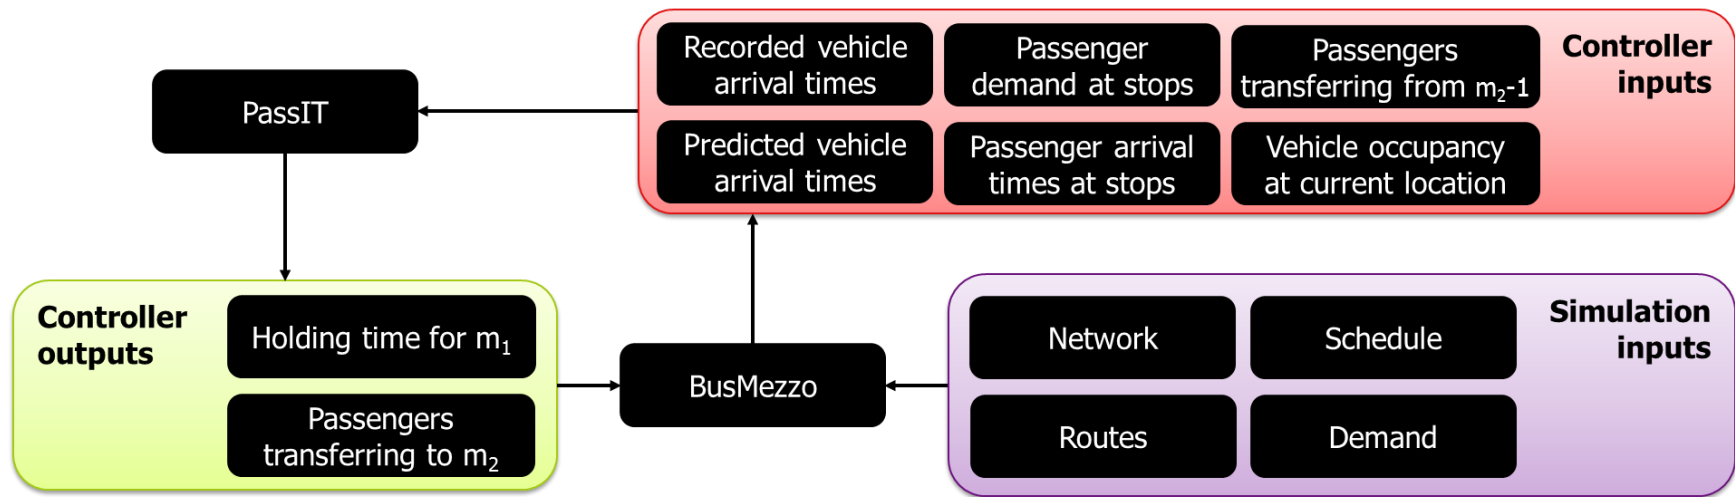 PassIT
Recorded vehicle
arrival times
Passenger
demand at stops
Passengers
transferring from m₂-1
Controller
inputs
Predicted vehicle
arrival times
Passenger arrival
times at stops
Vehicle occupancy
at current location
Controller
outputs
Holding time for m₁
Passengers
transferring to m₂
BusMezzo
Network
Schedule
Simulation
inputs
Routes
Demand